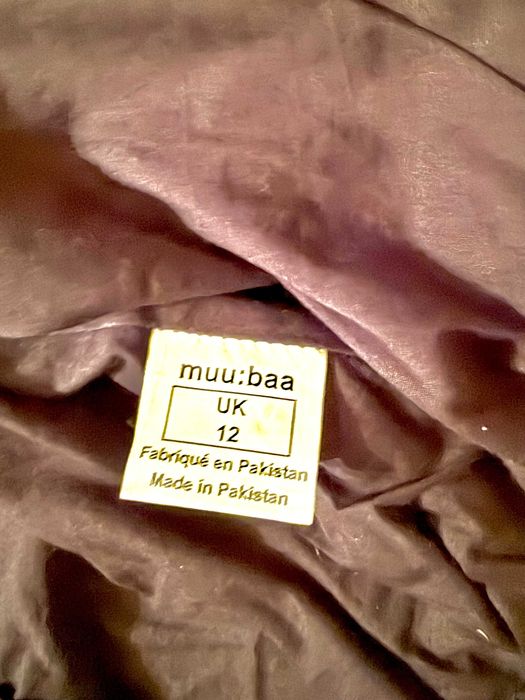 muu:baa
UK
12
Fabriqué en Pakistan
Made in Pakistan